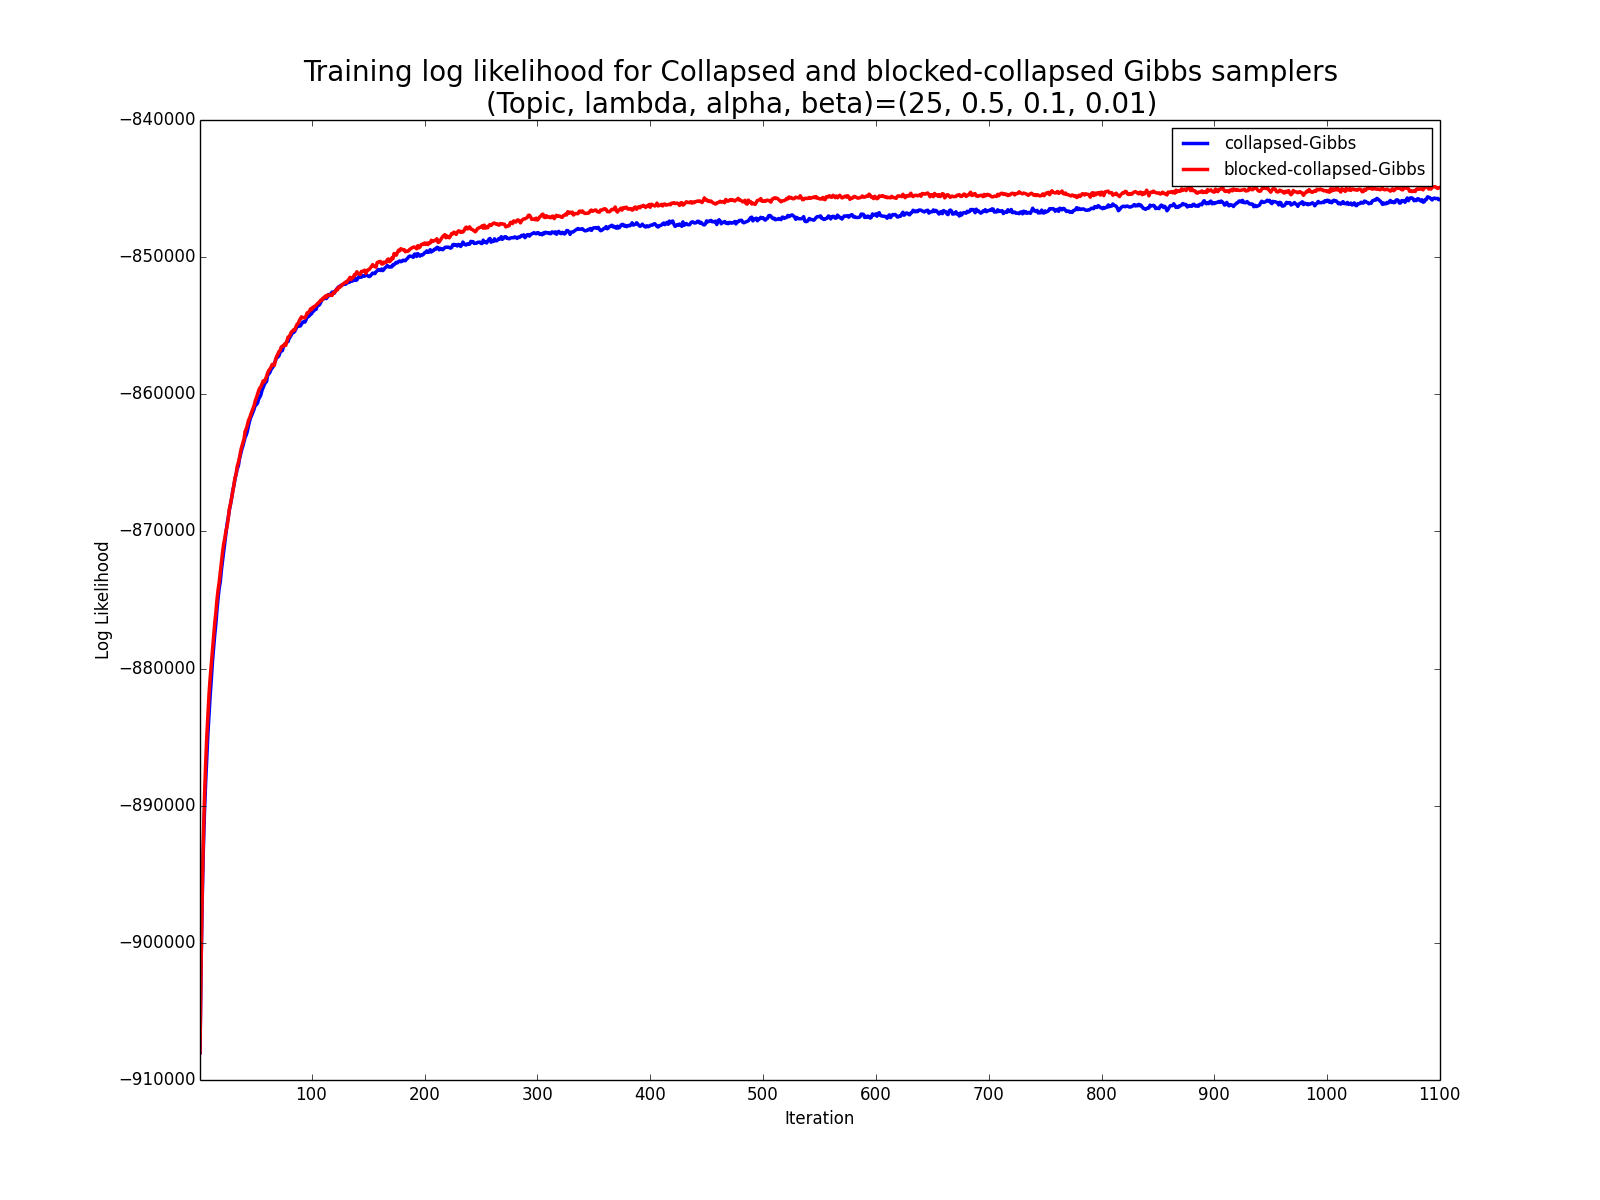 Training log likelihood for Collapsed and blocked-collapsed Gibbs samplers
(Topic, lambda, alpha, beta)=(25, 0.5, 0.1, 0.01)
collapsed-Gibbs
blocked-collapsed-Gibbs
−840000
−850000
−860000
−870000
−880000
−890000
−900000
−910000
Log Likelihood
100 200 300 400 500 600 700 800 900 1000 1100
Iteration